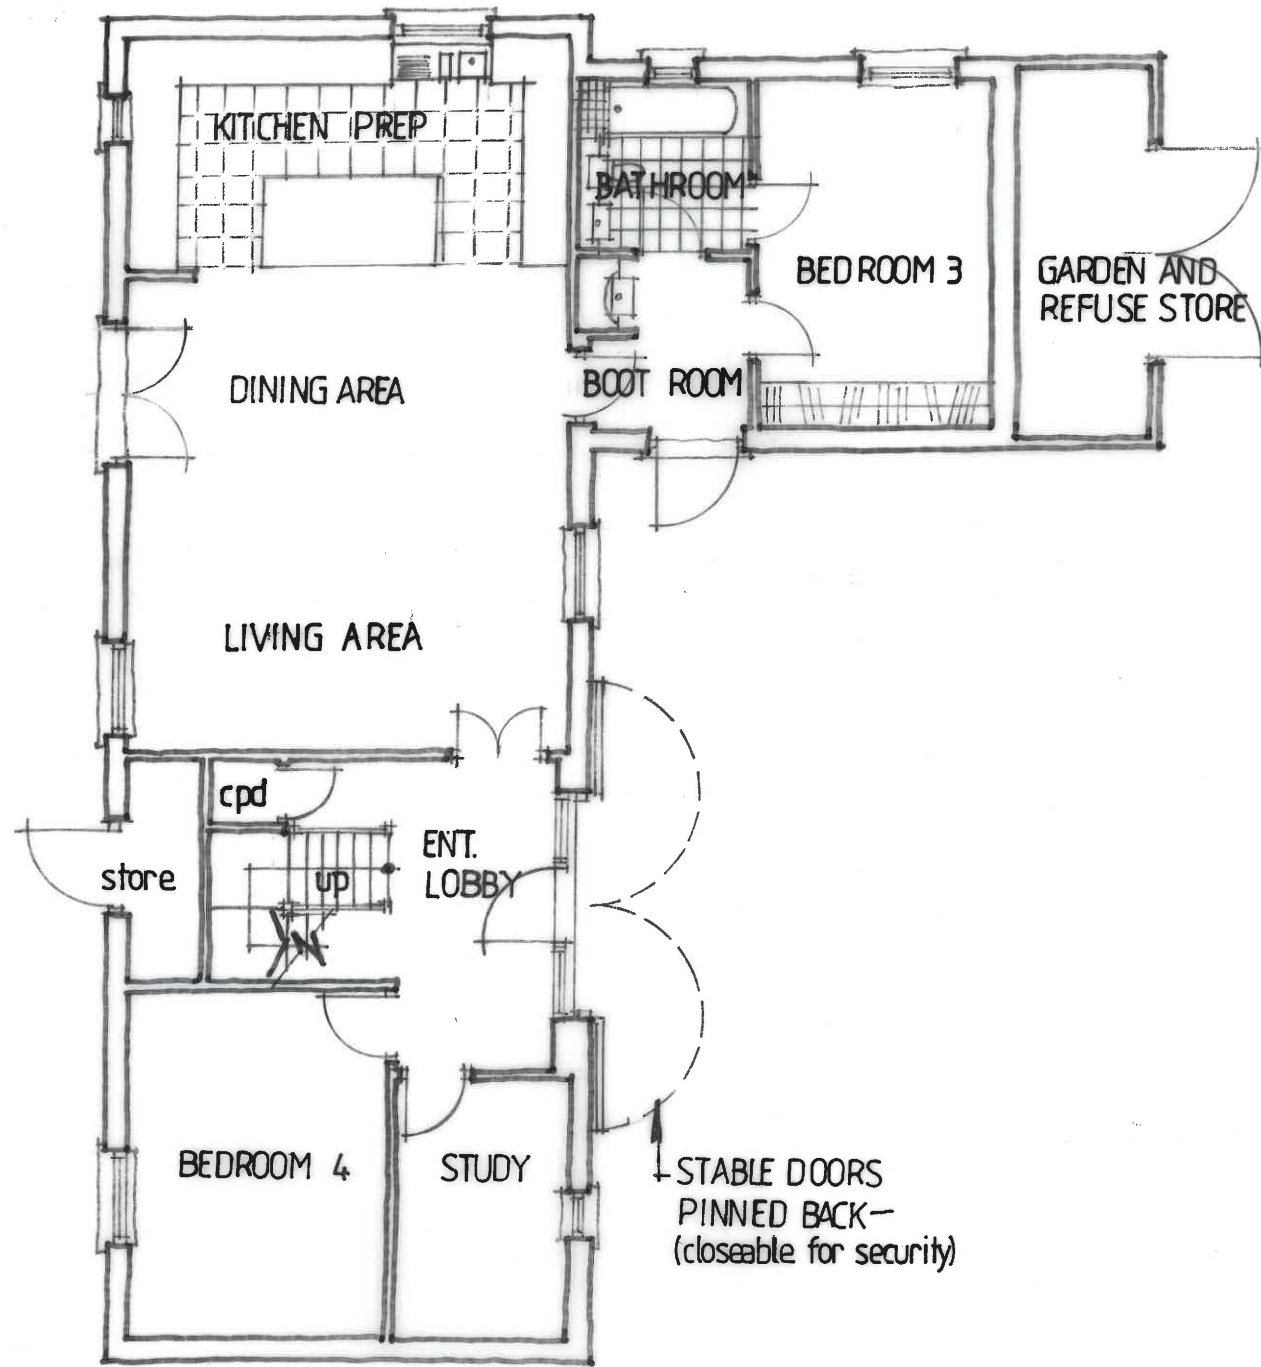 KITCHEN PREP
BATHROOM
BEDROOM 3
GARDEN AND
REFUSE STORE
DINING AREA
BOOT ROOM
LIVING AREA
cpd
ENT.
LOBBY
store
up
BEDROOM 4
STUDY
STABLE DOORS
PINNED BACK—
(closeable for security)